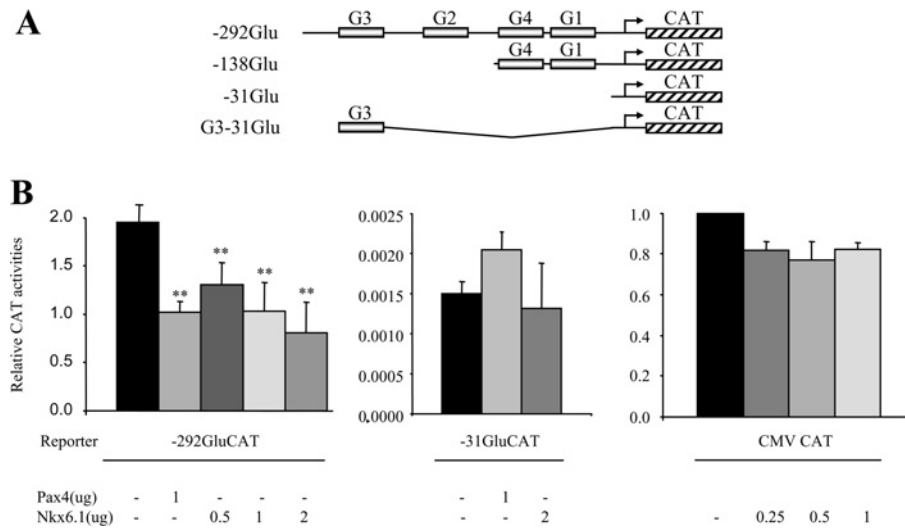 A
G3 G2 G4 G1 CAT
-292Glu
G4 G1 CAT
-138Glu
CAT
-31Glu
G3 CAT
G3-31Glu
B
Relative CAT activities
2.0
1.5
1.0
0.5
0.0
** ** ** **
0.0025
0.0020
0.0015
0.0010
0.0005
0.0000
1.0
0.8
0.6
0.4
0.2
0.0
Reporter -292GluCAT -31GluCAT CMV CAT
Pax4(ug) - 1 - - - - 1 -
Nkx6.1(ug) - - 0.5 1 2 - - 2 - 0.25 0.5 1